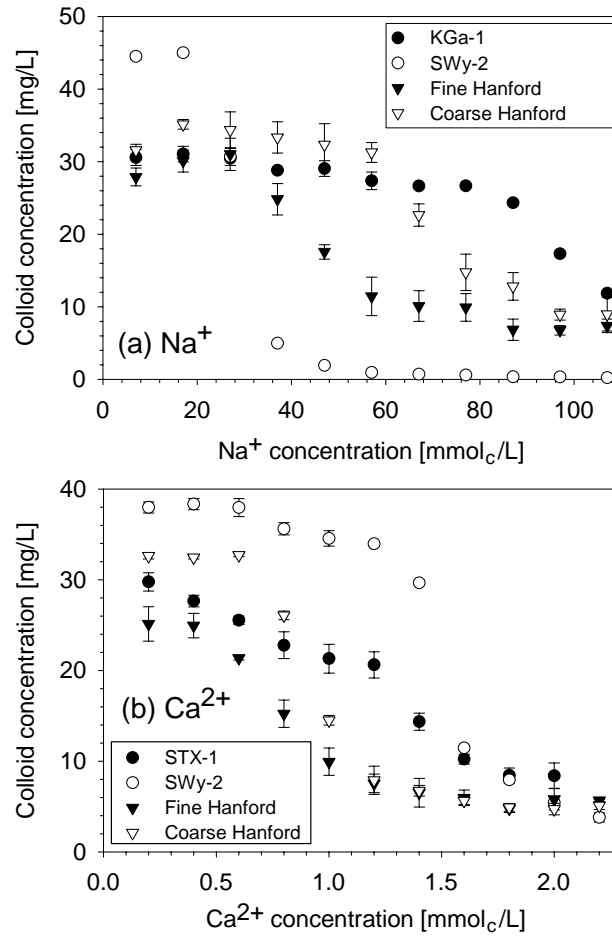 50
40
30
20
10
0
Colloid concentration [mg/L]
KGa-1
SWy-2
Fine Hanford
Coarse Hanford
(a) Na⁺
0 20 40 60 80 100
Na⁺ concentration [mmol_c/L]
40
30
20
10
0
Colloid concentration [mg/L]
(b) Ca²⁺
STX-1
SWy-2
Fine Hanford
Coarse Hanford
0.0 0.5 1.0 1.5 2.0
Ca²⁺ concentration [mmol_c/L]